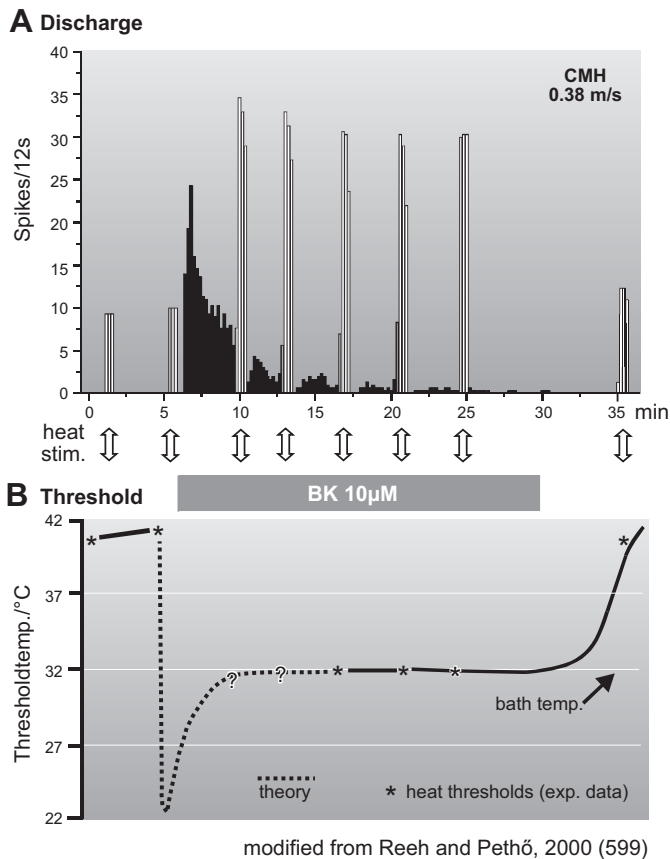 A Discharge
CMH
0.38 m/s
Spikes/12s
40
35
30
25
20
15
10
5
0
0 5 10 15 20 25 30 35 min
heat
stim.
BK 10µM
B Threshold
Thresholdtemp./°C
42
37
32
27
22
? ?
bath temp.
theory
* heat thresholds (exp. data)
modified from Reeh and Pethő, 2000 (599)